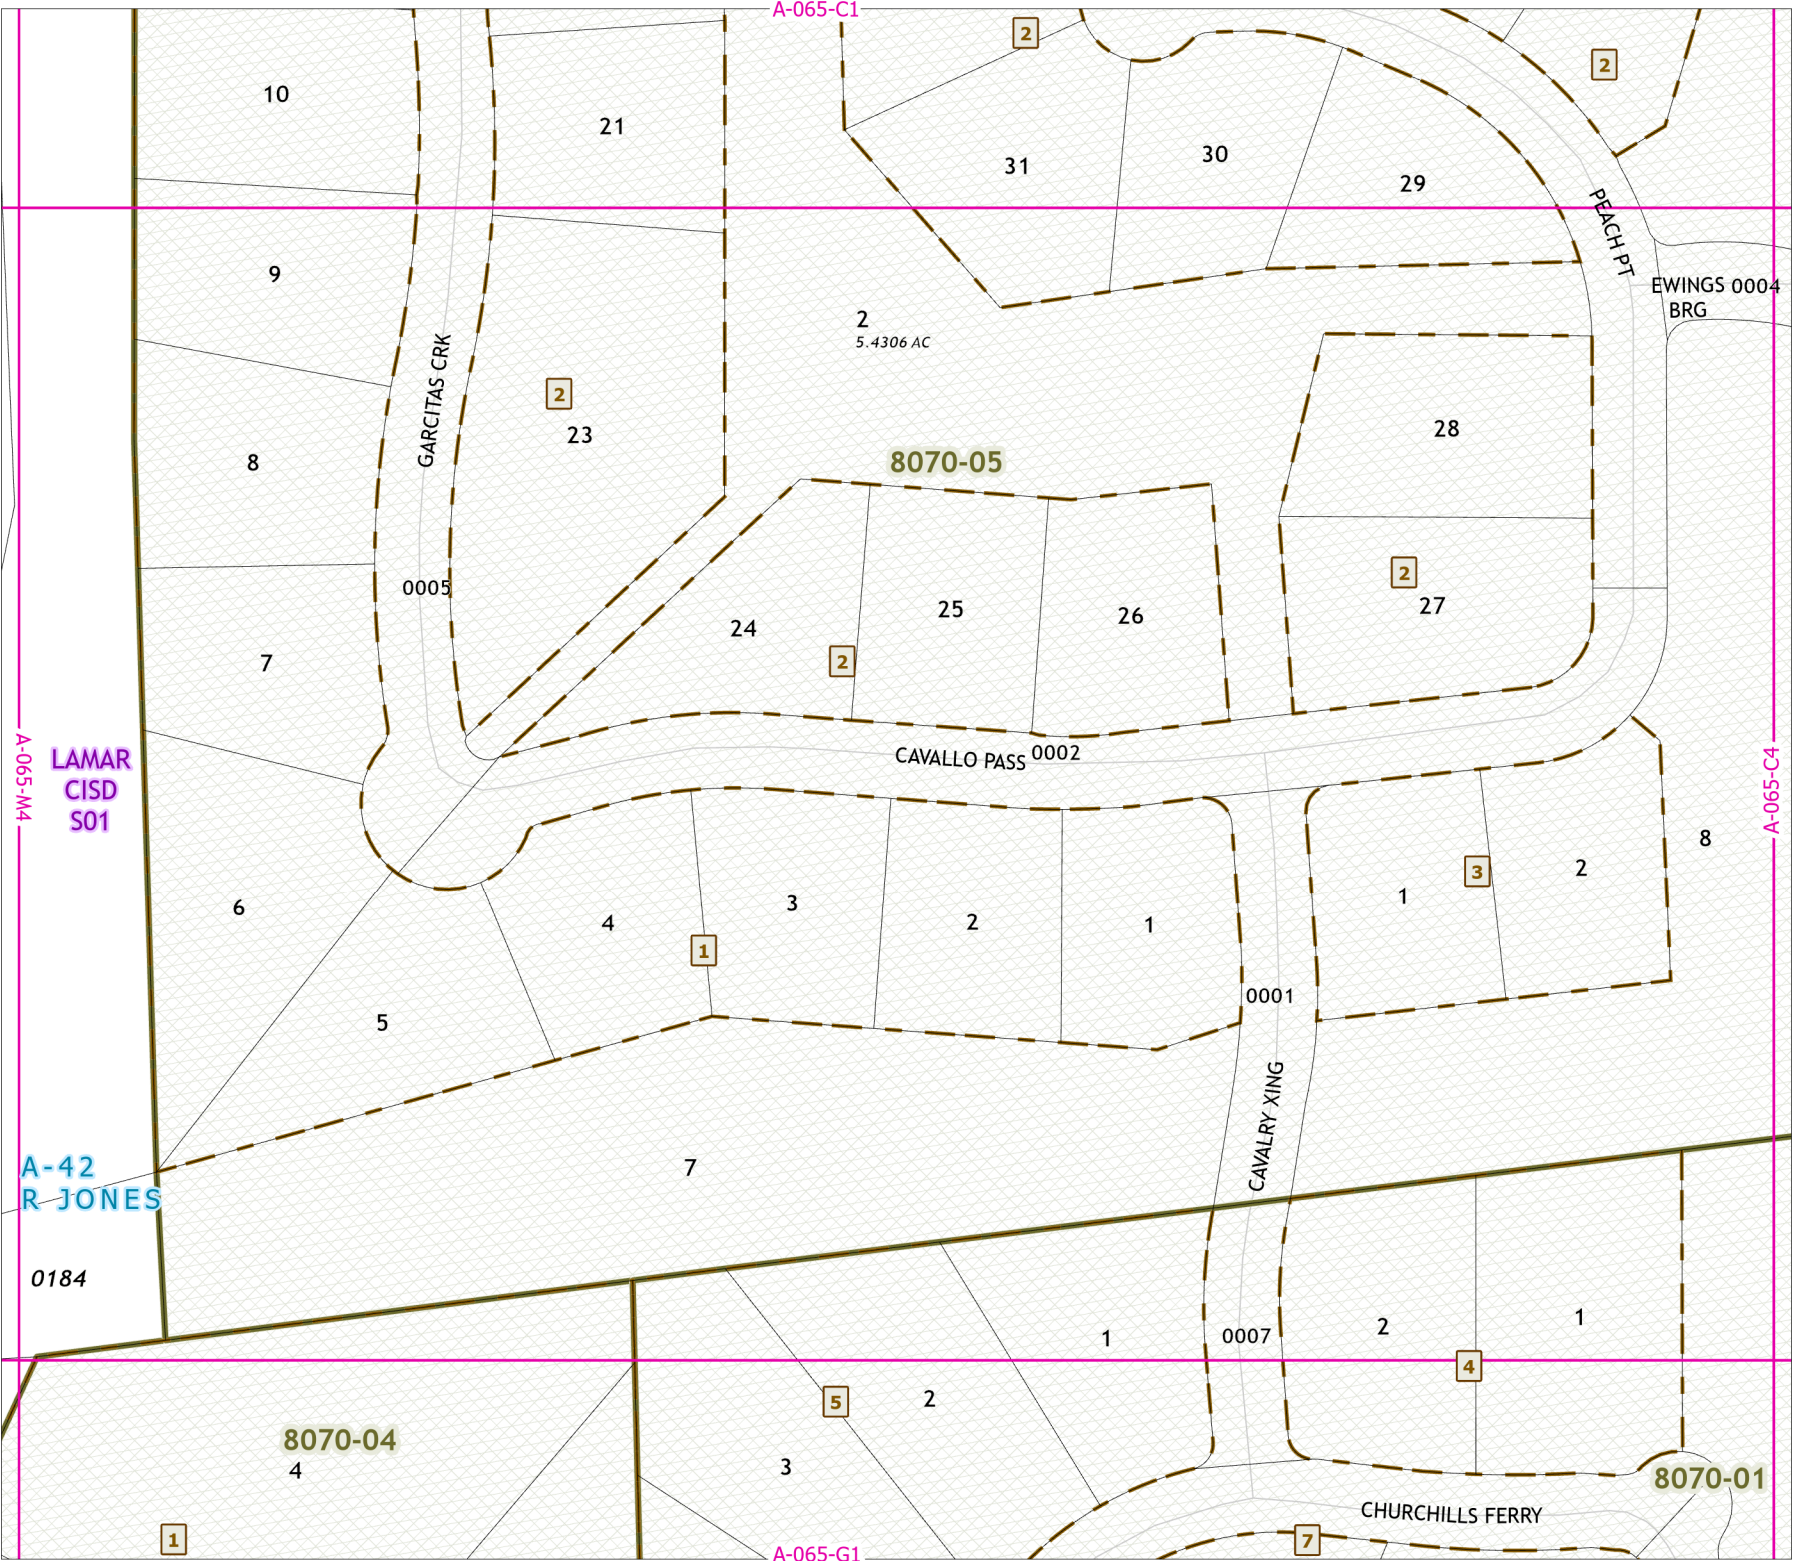 A-065-C1
2
2
10
21
31
30
29
PEACH PT
9
EWINGS 0004
BRG
2
5.4306 AC
GARCITAS CRK
2
23
28
8
8070-05
2
27
0005
24
25
26
7
2
CAVALLO PASS
0002
A-065-M4
LAMAR
CISD
S01
A-065-C4
8
6
4
3
2
1
1
3
2
1
5
0001
CAVALRY XING
A-42
R JONES
7
0184
1
0007
2
1
4
5
2
8070-04
4
3
8070-01
CHURCHILLS FERRY
1
7
A-065-G1